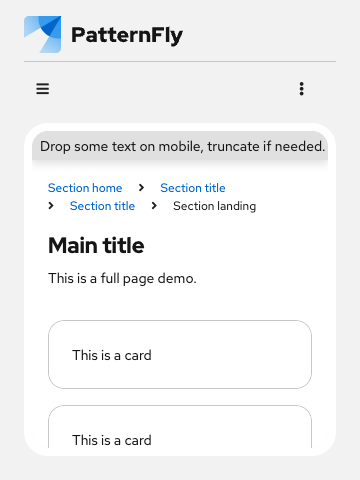 PatternFly
Drop some text on mobile, truncate if needed.
Section home > Section title
> Section title > Section landing
Main title
This is a full page demo.
This is a card
This is a card